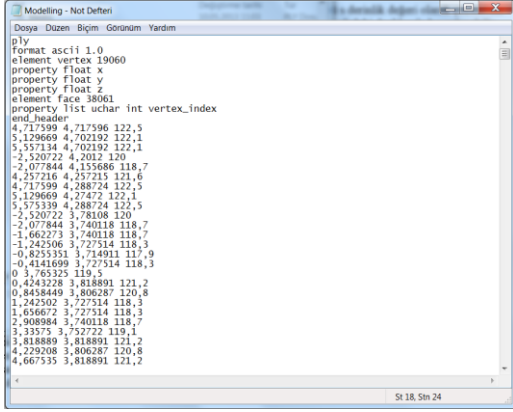 Modelling - Not Defteri
Dosya Düzen Biçim Görünüm Yardım
ply
format ascii 1.0
element vertex 19060
property float x
property float y
property float z
element face 38061
property list uchar int vertex_index
end_header
4,717599 4,717596 122,5
5,129669 4,702192 122,1
5,557134 4,702192 122,1
-2,520722 4,2012 120
-2,077844 4,155686 118,7
4,257216 4,257215 121,6
4,717599 4,288724 122,5
5,129669 4,27472 122,1
5,575339 4,288724 122,5
-2,520722 3,78108 120
-2,077844 3,740118 118,7
-1,662273 3,740118 118,7
-1,242506 3,727514 118,3
-0,8255351 3,714911 117,9
-0,4141699 3,727514 118,3
0 3,765325 119,5
0,4243228 3,818891 121,2
0,8458449 3,806287 120,8
1,242502 3,727514 118,3
1,656672 3,727514 118,3
2,908984 3,740118 118,7
3,33575 3,752722 119,1
3,818889 3,818891 121,2
4,229208 3,806287 120,8
4,667535 3,818891 121,2
St 18, Stn 24